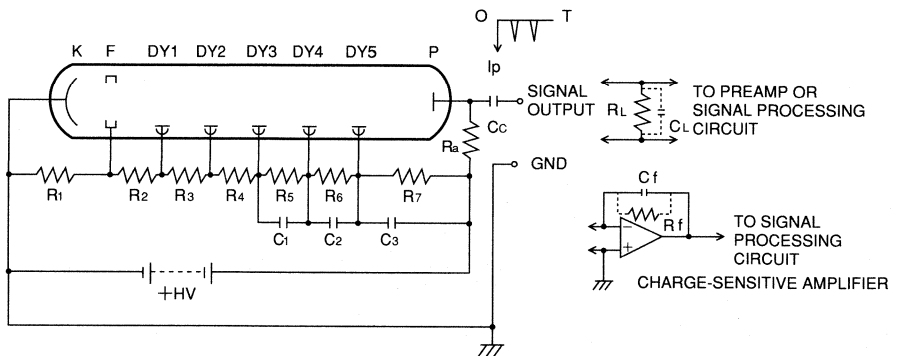 O T
K F DY1 DY2 DY3 DY4 DY5 P
Ip
SIGNAL
OUTPUT
CC
RL
CL
TO PREAMP OR
SIGNAL PROCESSING
CIRCUIT
Ra
GND
R1 R2 R3 R4 R5 R6 R7
C1 C2 C3
+HV
Cf
Rf
−
+
TO SIGNAL
PROCESSING
CIRCUIT
CHARGE-SENSITIVE AMPLIFIER